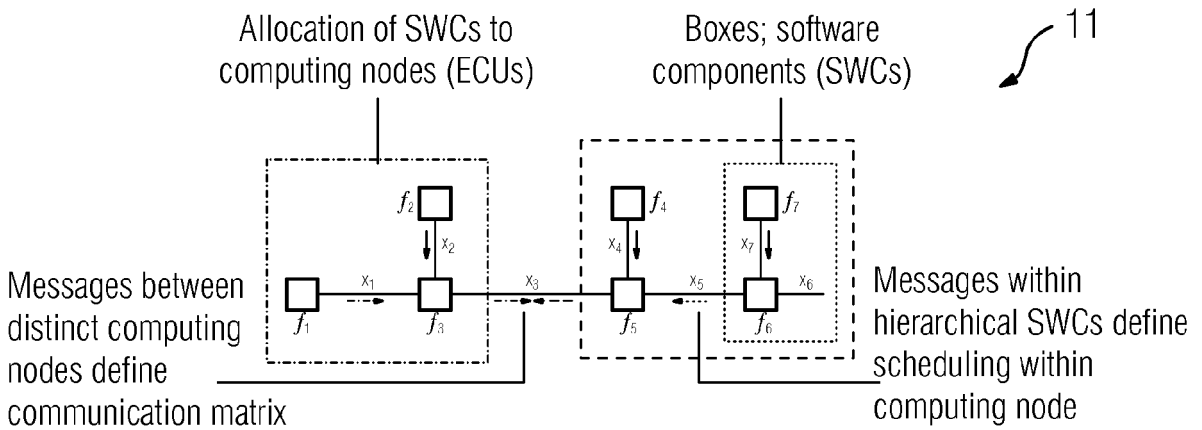 Allocation of SWCs to
computing nodes (ECUs)
Boxes; software
components (SWCs)
11
f2
f4
f7
x2
x4
x7
x1
x3
x5
x6
f1
f3
f5
f6
Messages between
distinct computing
nodes define
communication matrix
Messages within
hierarchical SWCs define
scheduling within
computing node